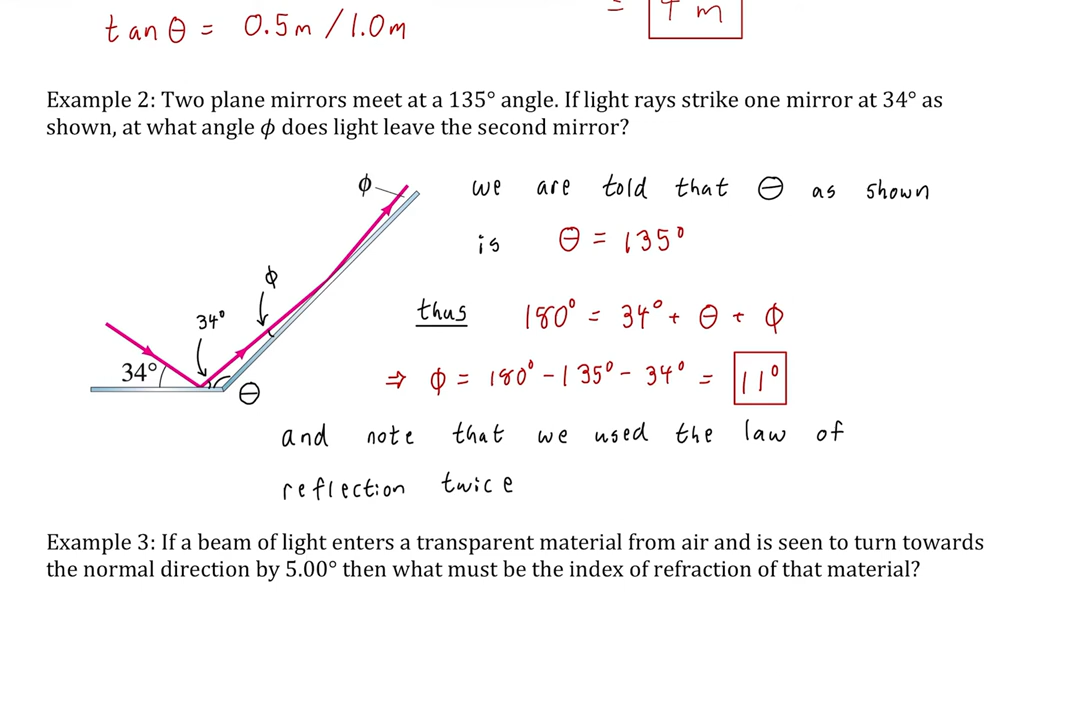 tan θ = 0.5m / 1.0m
= 4 m
Example 2: Two plane mirrors meet at a 135° angle. If light rays strike one mirror at 34° as
shown, at what angle ϕ does light leave the second mirror?
ϕ
we are told that θ as shown
is θ = 135°
ϕ
34°
thus 180° = 34° + θ + ϕ
34°
θ
⇒ ϕ = 180° - 135° - 34° = 11°
and note that we used the law of
reflection twice
Example 3: If a beam of light enters a transparent material from air and is seen to turn towards
the normal direction by 5.00° then what must be the index of refraction of that material?